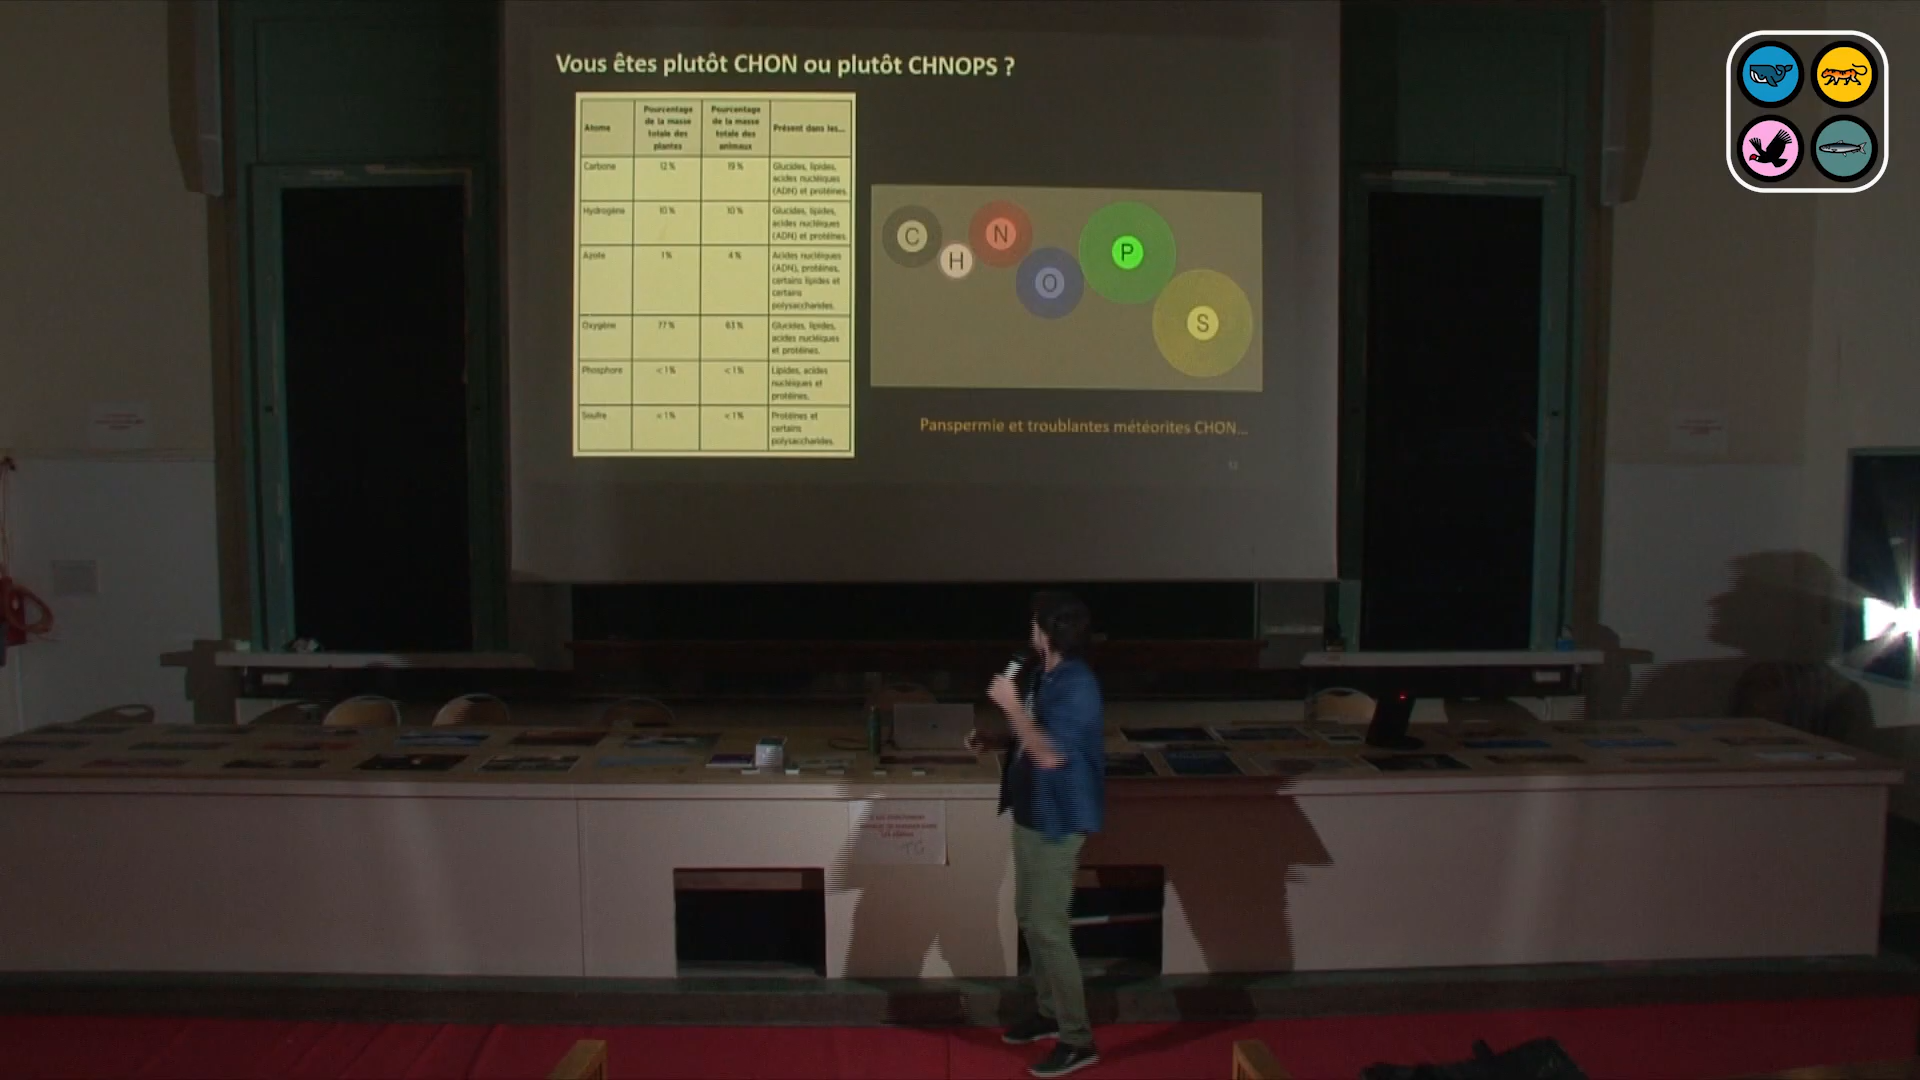 Vous êtes plutôt CHON ou plutôt CHNOPS ?
Atome
Pourcentage
de la masse
totale des
plantes
Pourcentage
de la masse
totale des
animaux
Présent dans les...
Carbone
12 %
19 %
Glucides, lipides,
acides nucléiques
(ADN) et protéines.
Hydrogène
10 %
10 %
Glucides, lipides,
acides nucléiques
(ADN) et protéines.
Azote
1 %
4 %
Acides nucléiques
(ADN), protéines,
certains lipides et
certains
polysaccharides.
Oxygène
77 %
63 %
Glucides, lipides,
acides nucléiques
et protéines.
Phosphore
< 1 %
< 1 %
Lipides, acides
nucléiques et
protéines.
Soufre
< 1 %
< 1 %
Protéines et
certains
polysaccharides.
C
H
N
O
P
S
Panspermie et troublantes météorites CHON...